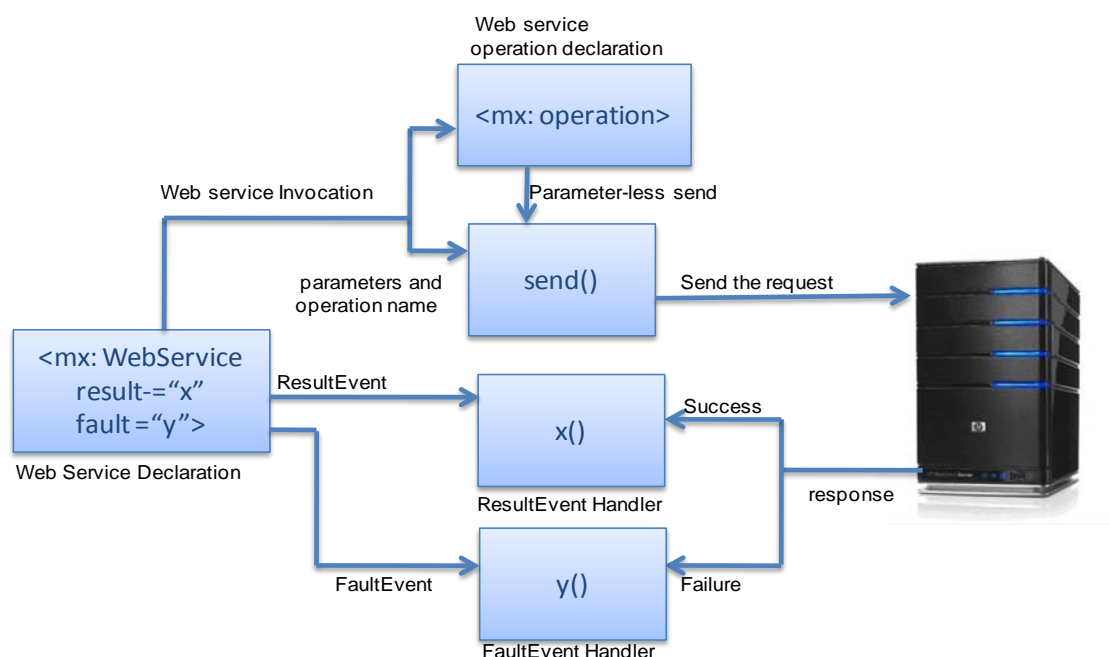 Web service
operation declaration
<mx: operation>
Web service Invocation
Parameter-less send
parameters and
operation name
send()
Send the request
<mx: WebService
result-="x"
fault ="y">
Web Service Declaration
ResultEvent
x()
Success
ResultEvent Handler
response
FaultEvent
y()
Failure
FaultEvent Handler
hp